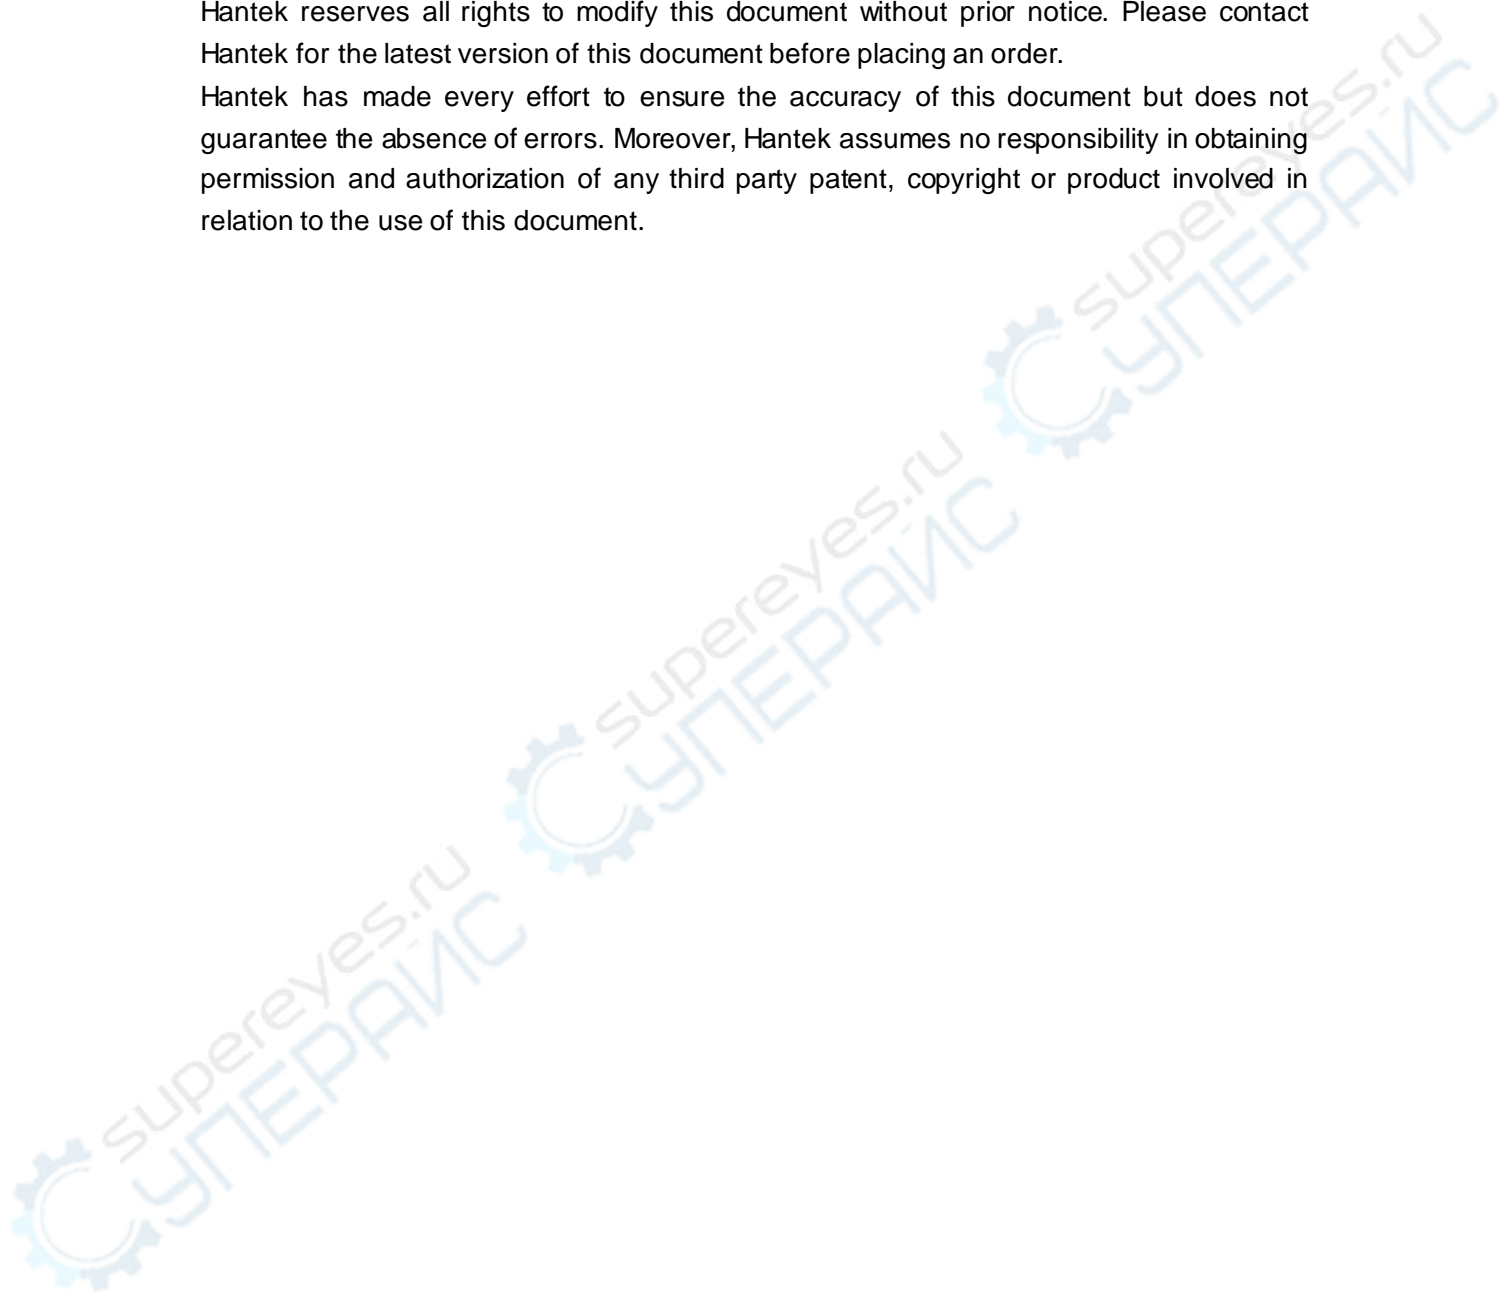 Hantek reserves all rights to modify this document without prior notice. Please contact
Hantek for the latest version of this document before placing an order.
Hantek has made every effort to ensure the accuracy of this document but does not
guarantee the absence of errors. Moreover, Hantek assumes no responsibility in obtaining
permission and authorization of any third party patent, copyright or product involved in
relation to the use of this document.
supereyes.ru
СУПЕРАЙС
supereyes.ru
СУПЕРАЙС
supereyes.ru
СУПЕРАЙС